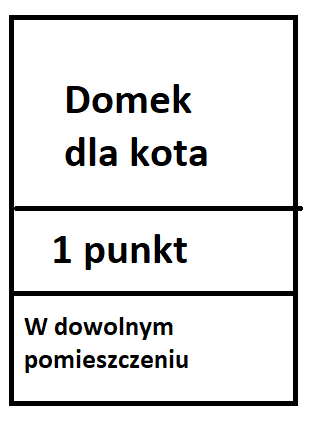 Domek
dla kota
1 punkt
W dowolnym
pomieszczeniu